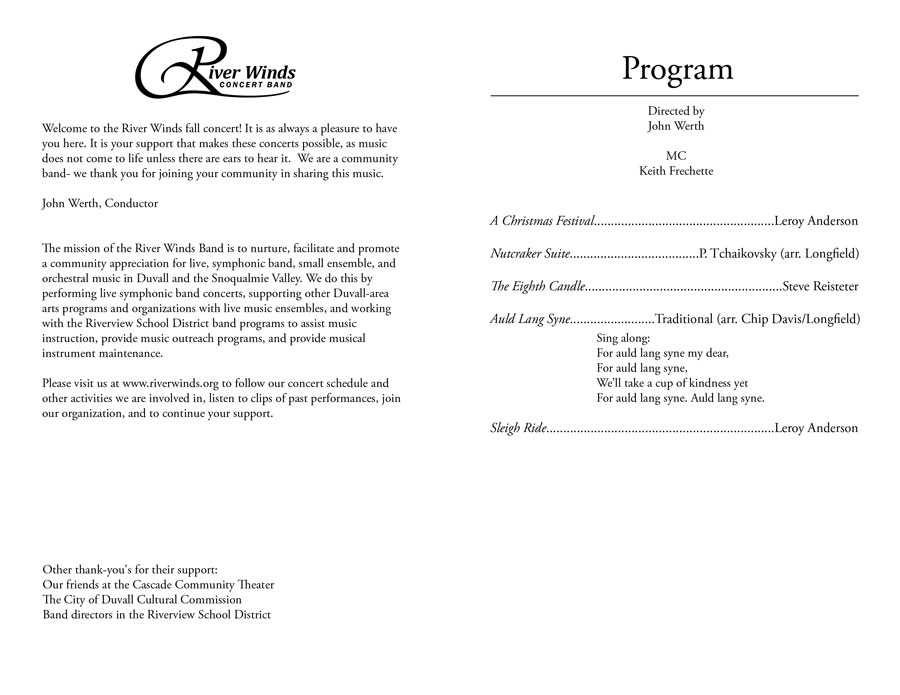 River Winds
CONCERT BAND
Welcome to the River Winds fall concert! It is as always a pleasure to have
you here. It is your support that makes these concerts possible, as music
does not come to life unless there are ears to hear it.  We are a community
band- we thank you for joining your community in sharing this music.
John Werth, Conductor
The mission of the River Winds Band is to nurture, facilitate and promote
a community appreciation for live, symphonic band, small ensemble, and
orchestral music in Duvall and the Snoqualmie Valley. We do this by
performing live symphonic band concerts, supporting other Duvall-area
arts programs and organizations with live music ensembles, and working
with the Riverview School District band programs to assist music
instruction, provide music outreach programs, and provide musical
instrument maintenance.
Please visit us at www.riverwinds.org to follow our concert schedule and
other activities we are involved in, listen to clips of past performances, join
our organization, and to continue your support.
Other thank-you's for their support:
Our friends at the Cascade Community Theater
The City of Duvall Cultural Commission
Band directors in the Riverview School District
Program
Directed by
John Werth
MC
Keith Frechette
A Christmas Festival......................................................Leroy Anderson
Nutcraker Suite.......................................P. Tchaikovsky (arr. Longfield)
The Eighth Candle...........................................................Steve Reisteter
Auld Lang Syne.........................Traditional (arr. Chip Davis/Longfield)
Sing along:
For auld lang syne my dear,
For auld lang syne,
We'll take a cup of kindness yet
For auld lang syne. Auld lang syne.
Sleigh Ride....................................................................Leroy Anderson